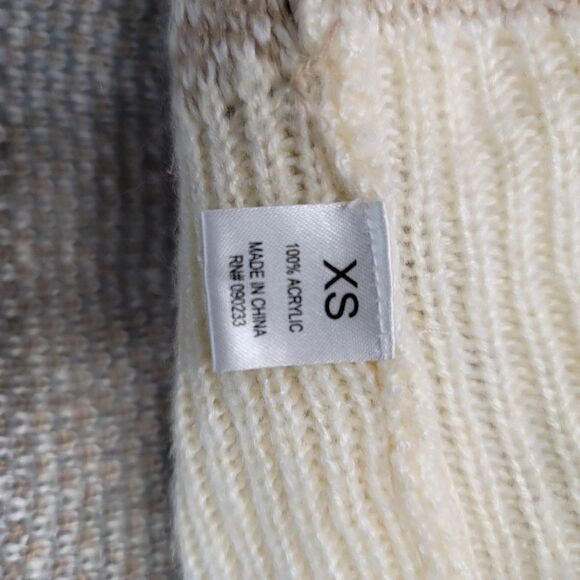 XS
100% ACRYLIC
MADE IN CHINA
RN# 090233